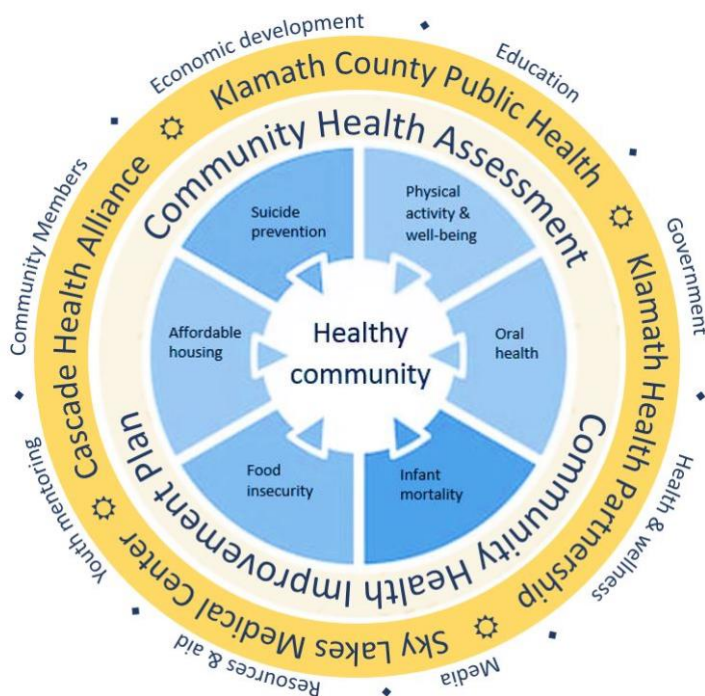 Economic development
Education
Government
Health & wellness
Media
Resources & aid
Youth mentoring
Community Members
Klamath County Public Health
Klamath Health Partnership
Sky Lakes Medical Center
Cascade Health Alliance
Community Health Assessment
Community Health Improvement Plan
Suicide
prevention
Physical
activity &
well-being
Affordable
housing
Oral
health
Food
insecurity
Infant
mortality
Healthy
community